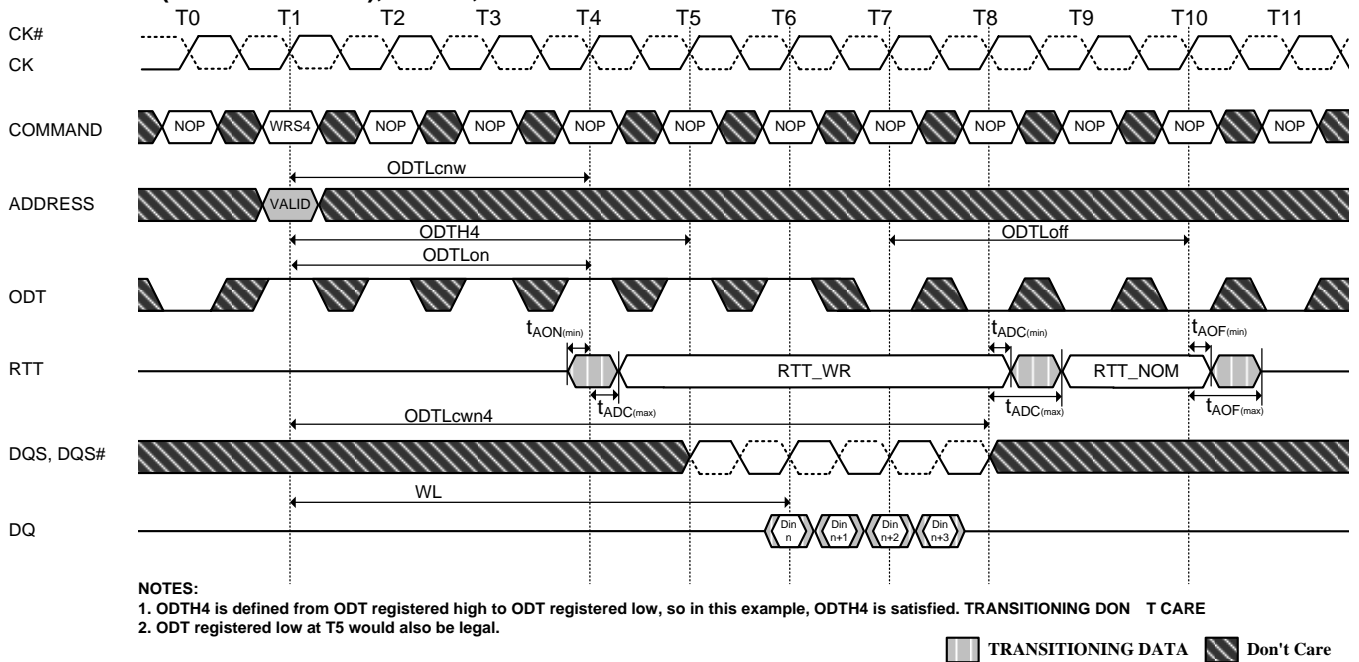 T0 T1 T2 T3 T4 T5 T6 T7 T8 T9 T10 T11
CK#
CK
COMMAND NOP WRS4 NOP NOP NOP NOP NOP NOP NOP NOP NOP NOP
ODTLcnw
ADDRESS VALID
ODTH4 ODTLoff
ODTLon
ODT
tAON(min) tADC(min) tAOF(min)
RTT RTT_WR RTT_NOM
tADC(max) tADC(max) tAOF(max)
ODTLcwn4
DQS, DQS#
WL
DQ Din n Din n+1 Din n+2 Din n+3
NOTES:
1. ODTH4 is defined from ODT registered high to ODT registered low, so in this example, ODTH4 is satisfied. TRANSITIONING DON T CARE
2. ODT registered low at T5 would also be legal.
TRANSITIONING DATA Don't Care